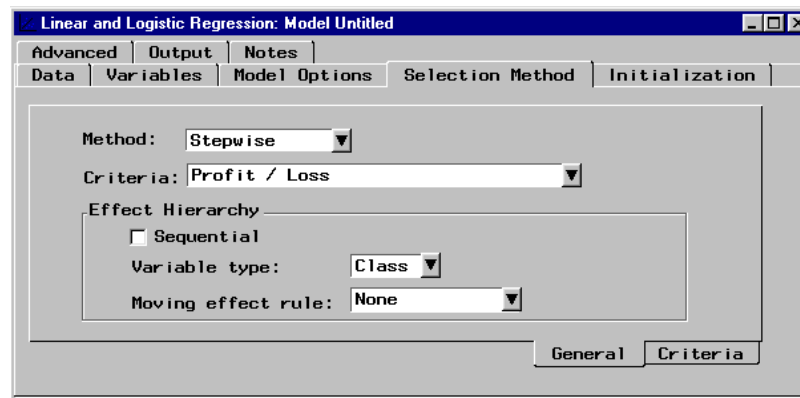 Linear and Logistic Regression: Model Untitled
Advanced Output Notes
Data Variables Model Options Selection Method Initialization
Method: Stepwise
Criteria: Profit / Loss
Effect Hierarchy
Sequential
Variable type: Class
Moving effect rule: None
General Criteria